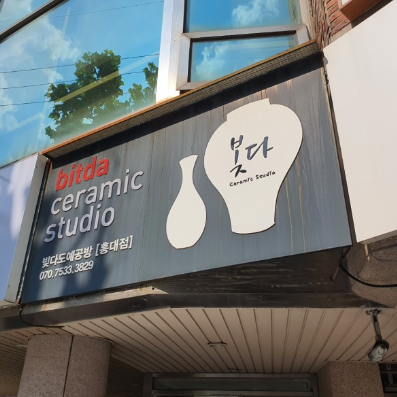 bitda
ceramic
studio
빚다도예공방 [홍대점]
070.7533.3829
빚다
Ceramic Studio